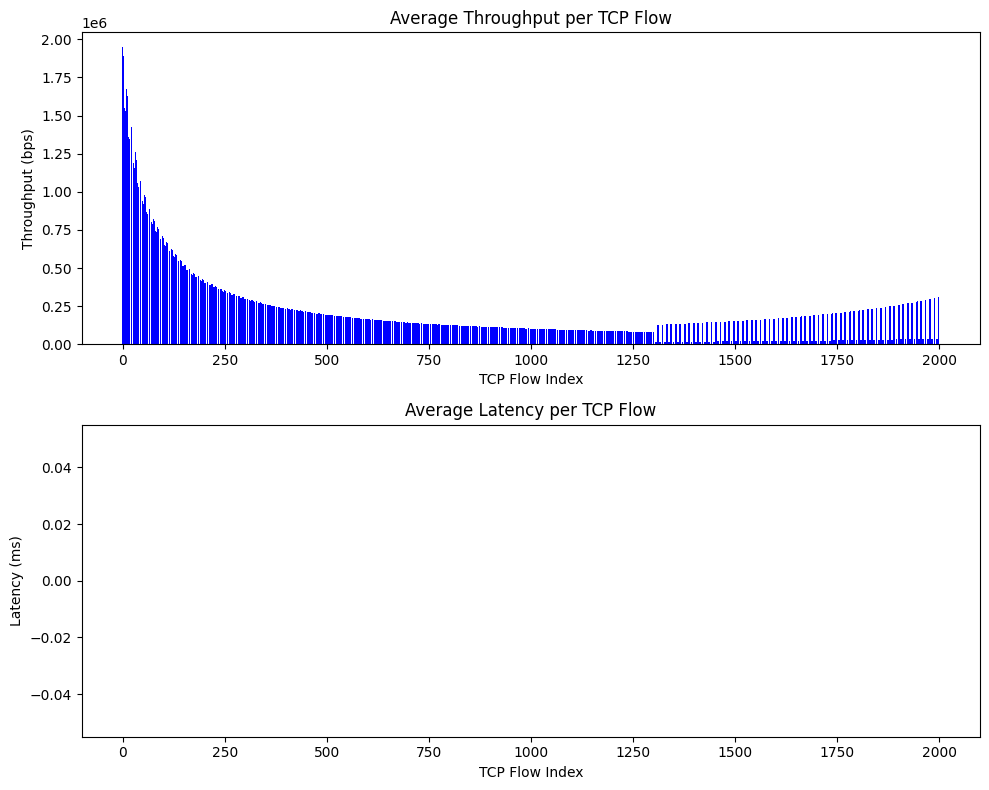 Average Throughput per TCP Flow
1e6
2.00
1.75
1.50
1.25
1.00
0.75
0.50
0.25
0.00
Throughput (bps)
0 250 500 750 1000 1250 1500 1750 2000
TCP Flow Index
Average Latency per TCP Flow
0.04
0.02
0.00
−0.02
−0.04
Latency (ms)
0 250 500 750 1000 1250 1500 1750 2000
TCP Flow Index